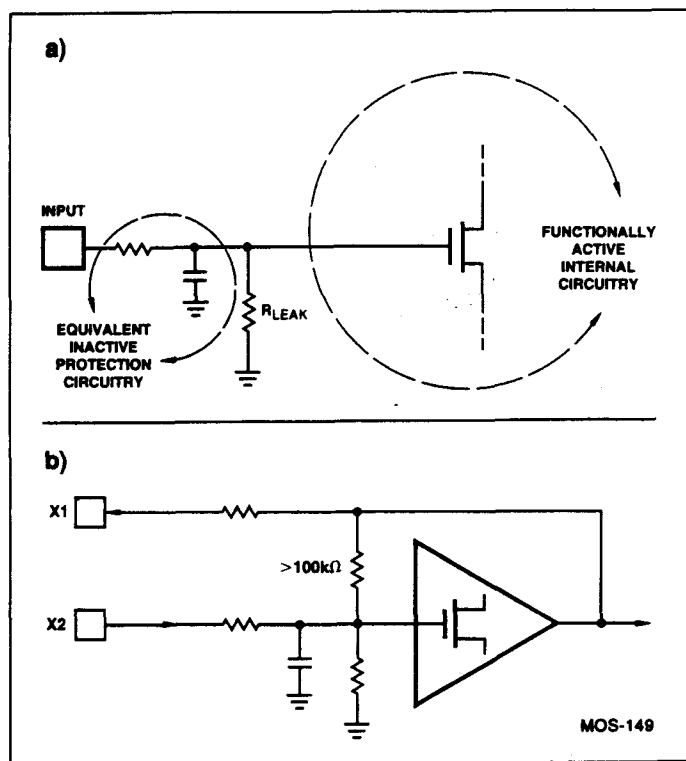 a)
INPUT
RLEAK
EQUIVALENT
INACTIVE
PROTECTION
CIRCUITRY
FUNCTIONALLY
ACTIVE
INTERNAL
CIRCUITRY
b)
X1
>100kΩ
X2
MOS-149